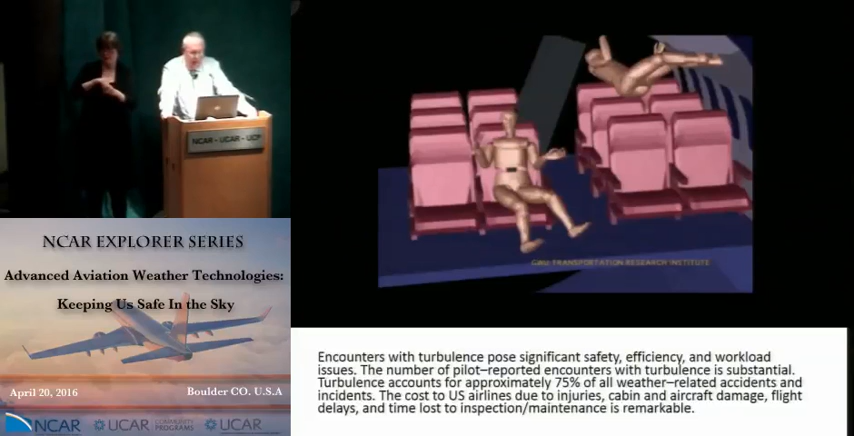 NCAR - UCAR - UCP
GWU TRANSPORTATION RESEARCH INSTITUTE
NCAR EXPLORER SERIES
Advanced Aviation Weather Technologies:
Keeping Us Safe In the Sky
April 20, 2016 Boulder CO. U.S.A
NCAR UCAR COMMUNITY PROGRAMS UCAR
Encounters with turbulence pose significant safety, efficiency, and workload
issues. The number of pilot–reported encounters with turbulence is substantial.
Turbulence accounts for approximately 75% of all weather–related accidents and
incidents. The cost to US airlines due to injuries, cabin and aircraft damage, flight
delays, and time lost to inspection/maintenance is remarkable.